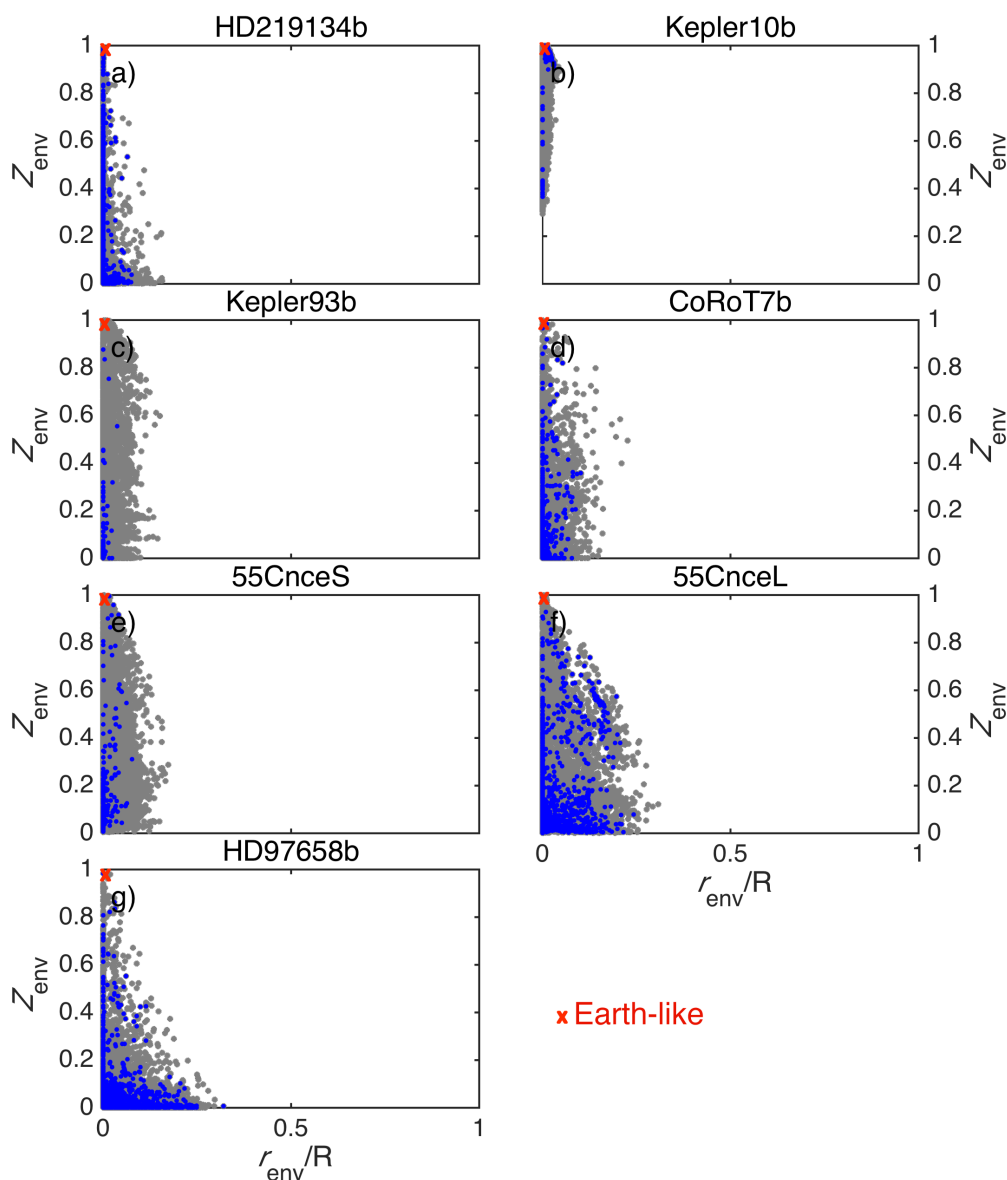 HD219134b
Kepler10b
1
0.8
0.6
0.4
0.2
0
Zenv
a)
b)
1
0.8
0.6
0.4
0.2
0
Zenv
Kepler93b
CoRoT7b
1
0.8
0.6
0.4
0.2
0
Zenv
c)
d)
1
0.8
0.6
0.4
0.2
0
Zenv
55CnceS
55CnceL
1
0.8
0.6
0.4
0.2
0
Zenv
e)
f)
1
0.8
0.6
0.4
0.2
0
Zenv
0 0.5 1
renv/R
HD97658b
1
0.8
0.6
0.4
0.2
0
Zenv
g)
0 0.5 1
renv/R
x Earth-like